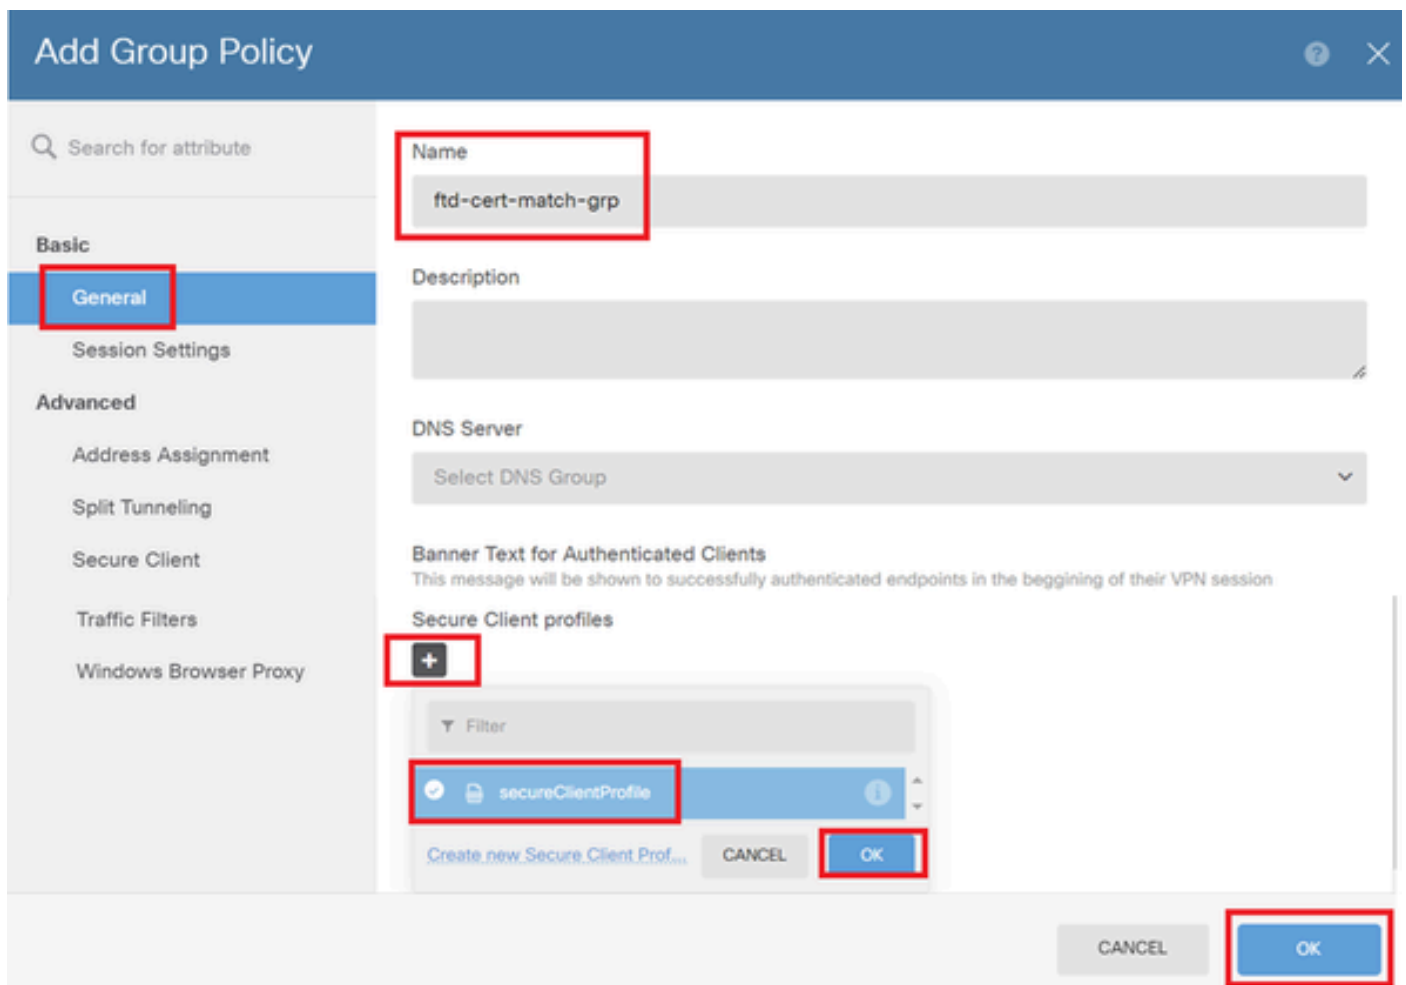 Add Group Policy
Search for attribute
Basic
General
Session Settings
Advanced
Address Assignment
Split Tunneling
Secure Client
Traffic Filters
Windows Browser Proxy
Name
ftd-cert-match-grp
Description
DNS Server
Select DNS Group
Banner Text for Authenticated Clients
This message will be shown to successfully authenticated endpoints in the beggining of their VPN session
Secure Client profiles
Filter
secureClientProfile
Create new Secure Client Prof...
CANCEL
OK
CANCEL
OK